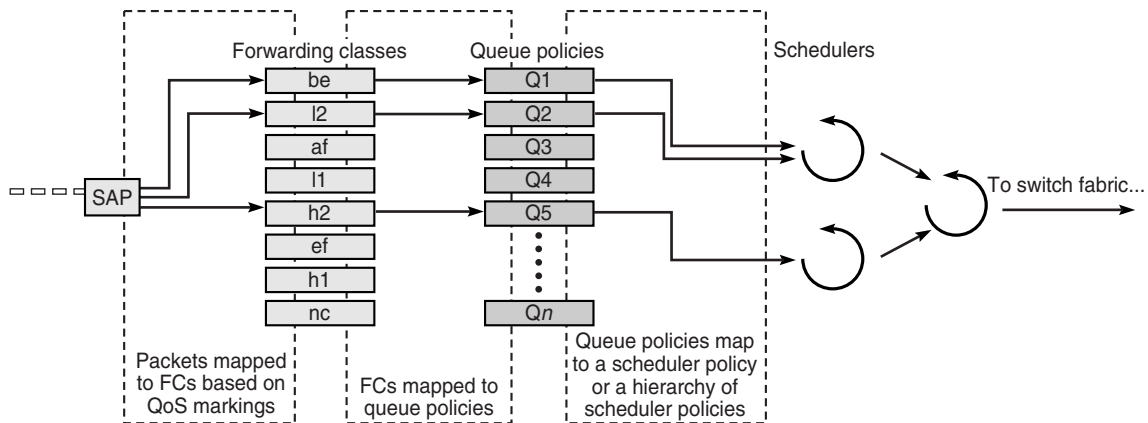 Forwarding classes
Queue policies
Schedulers
be
l2
af
l1
h2
ef
h1
nc
Q1
Q2
Q3
Q4
Q5
Qn
SAP
To switch fabric...
Packets mapped
to FCs based on
QoS markings
FCs mapped to
queue policies
Queue policies map
to a scheduler policy
or a hierarchy of
scheduler policies